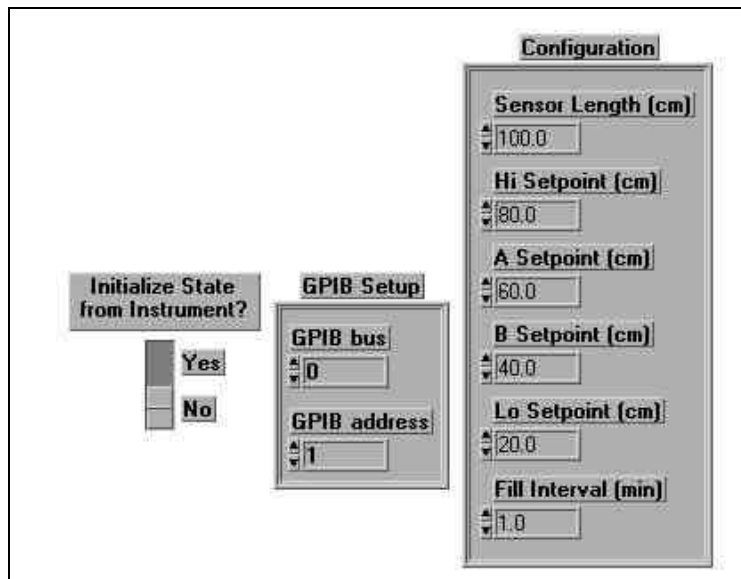 Initialize State
from Instrument?
Yes
No
GPIB Setup
GPIB bus
0
GPIB address
1
Configuration
Sensor Length (cm)
100.0
Hi Setpoint (cm)
80.0
A Setpoint (cm)
60.0
B Setpoint (cm)
40.0
Lo Setpoint (cm)
20.0
Fill Interval (min)
1.0